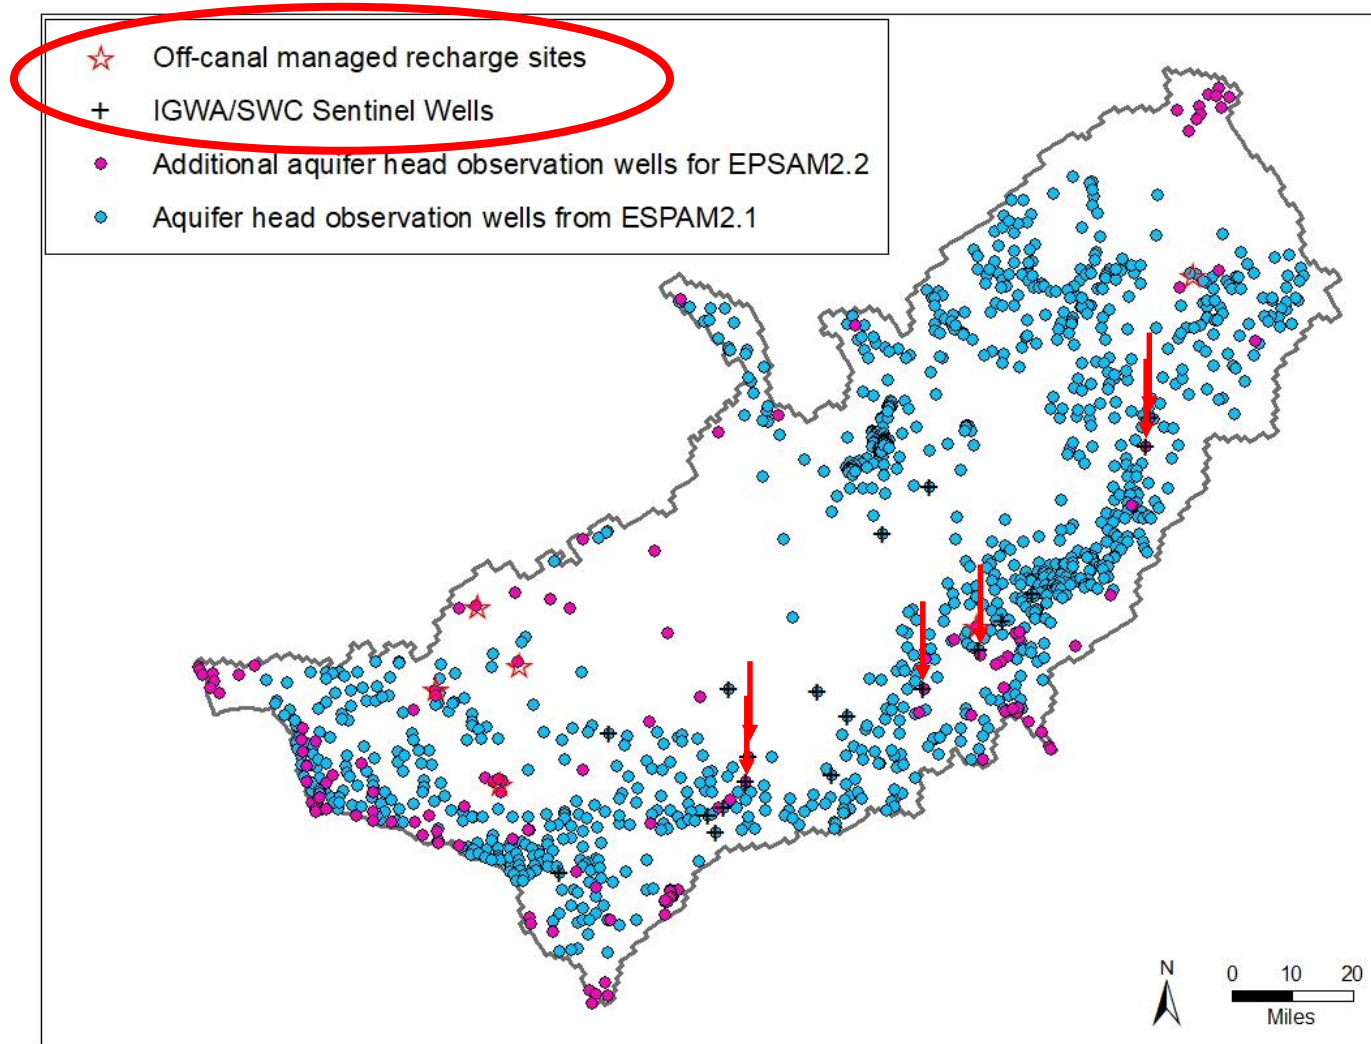 Off-canal managed recharge sites
IGWA/SWC Sentinel Wells
Additional aquifer head observation wells for EPSAM2.2
Aquifer head observation wells from ESPAM2.1
N
0 10 20
Miles